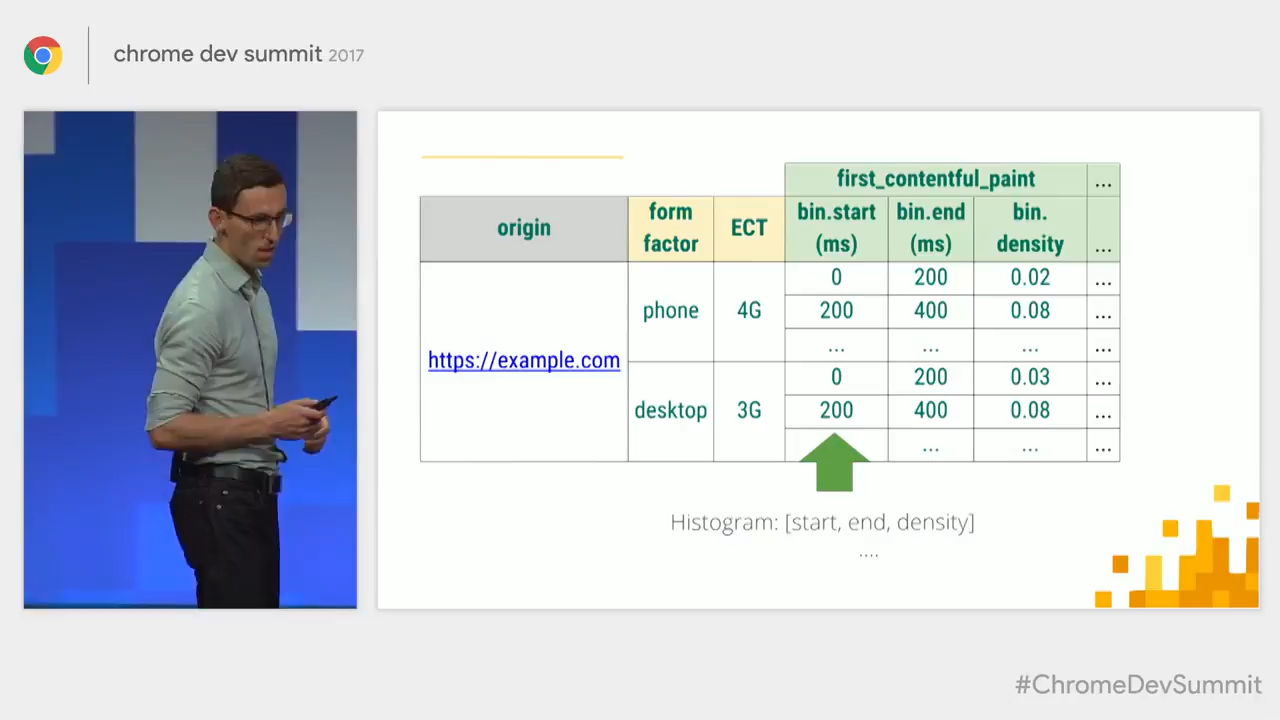 chrome dev summit 2017
first_contentful_paint ...
origin form factor ECT bin.start (ms) bin.end (ms) bin. density ...
https://example.com phone 4G 0 200 0.02 ...
200 400 0.08 ...
... ... ... ...
desktop 3G 0 200 0.03 ...
200 400 0.08 ...
... ... ...
Histogram: [start, end, density]
....
#ChromeDevSummit